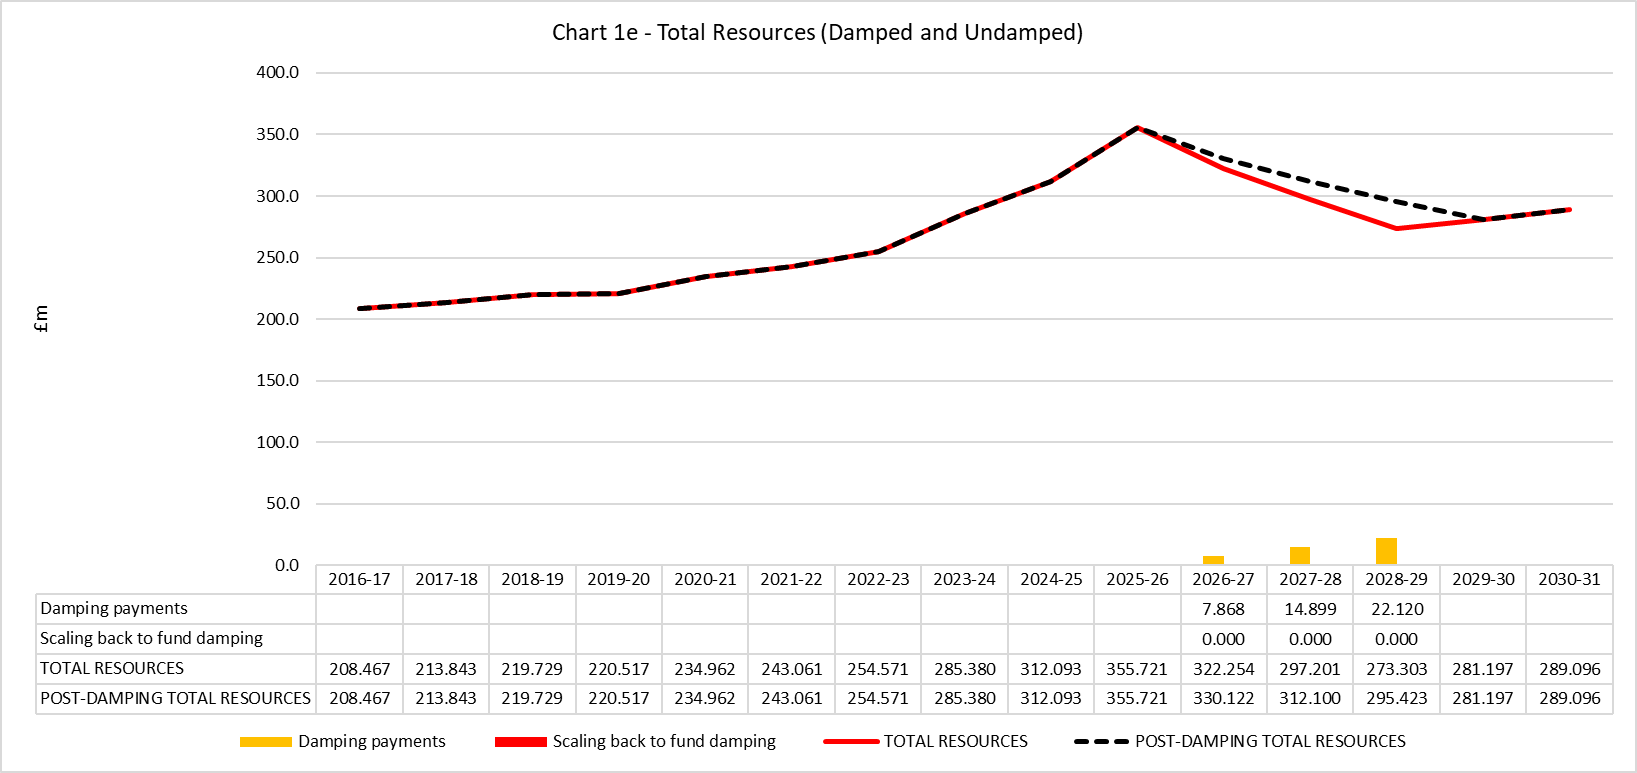 Chart 1e - Total Resources (Damped and Undamped)
400.0
350.0
300.0
250.0
200.0
150.0
100.0
50.0
0.0
£m
2016-17 2017-18 2018-19 2019-20 2020-21 2021-22 2022-23 2023-24 2024-25 2025-26 2026-27 2027-28 2028-29 2029-30 2030-31
Damping payments 7.868 14.899 22.120
Scaling back to fund damping 0.000 0.000 0.000
TOTAL RESOURCES 208.467 213.843 219.729 220.517 234.962 243.061 254.571 285.380 312.093 355.721 322.254 297.201 273.303 281.197 289.096
POST-DAMPING TOTAL RESOURCES 208.467 213.843 219.729 220.517 234.962 243.061 254.571 285.380 312.093 355.721 330.122 312.100 295.423 281.197 289.096
Damping payments Scaling back to fund damping TOTAL RESOURCES POST-DAMPING TOTAL RESOURCES